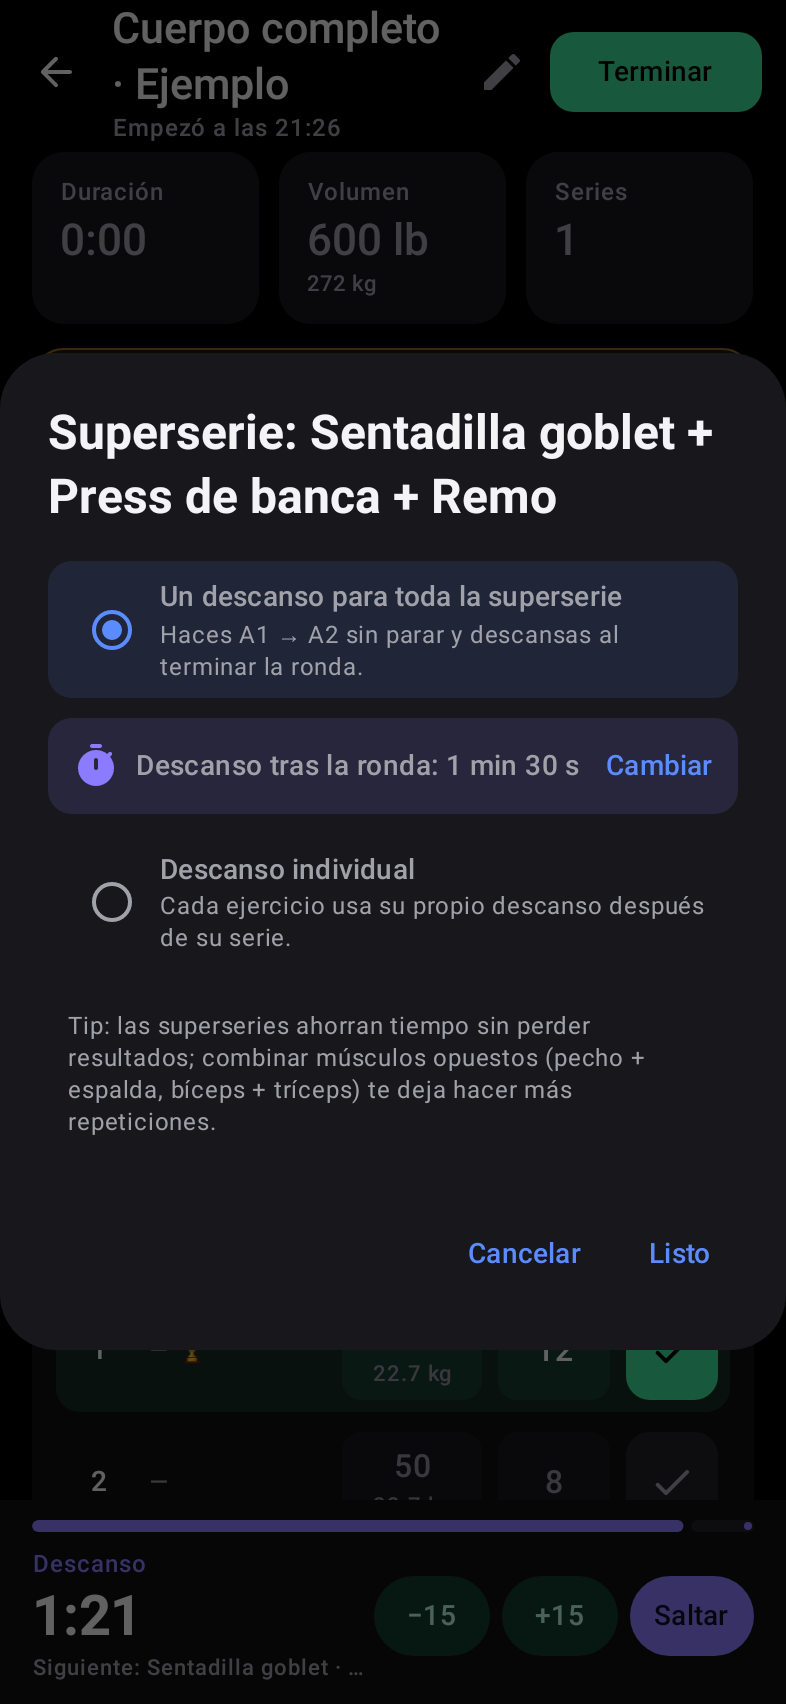 Cuerpo completo
· Ejemplo
Terminar
Empezó a las 21:26
Duración
Volumen
Series
0:00
600 lb
1
272 kg
Superserie: Sentadilla goblet +
Press de banca + Remo
Un descanso para toda la superserie
Haces A1 → A2 sin parar y descansas al
terminar la ronda.
Descanso tras la ronda: 1 min 30 s
Cambiar
Descanso individual
Cada ejercicio usa su propio descanso después
de su serie.
Tip: las superseries ahorran tiempo sin perder
resultados; combinar músculos opuestos (pecho +
espalda, bíceps + tríceps) te deja hacer más
repeticiones.
Cancelar
Listo
1 – 12
22.7 kg
2 – 50 8
Descanso
1:21
−15
+15
Saltar
Siguiente: Sentadilla goblet · …